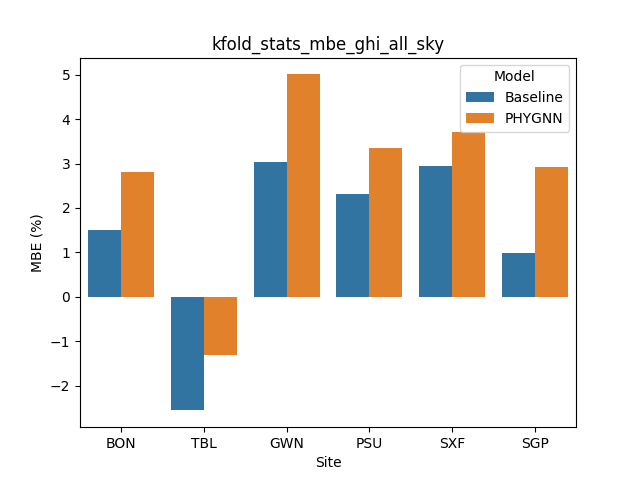 kfold_stats_mbe_ghi_all_sky
Model
Baseline
PHYGNN
MBE (%)
5
4
3
2
1
0
−1
−2
BON TBL GWN PSU SXF SGP
Site